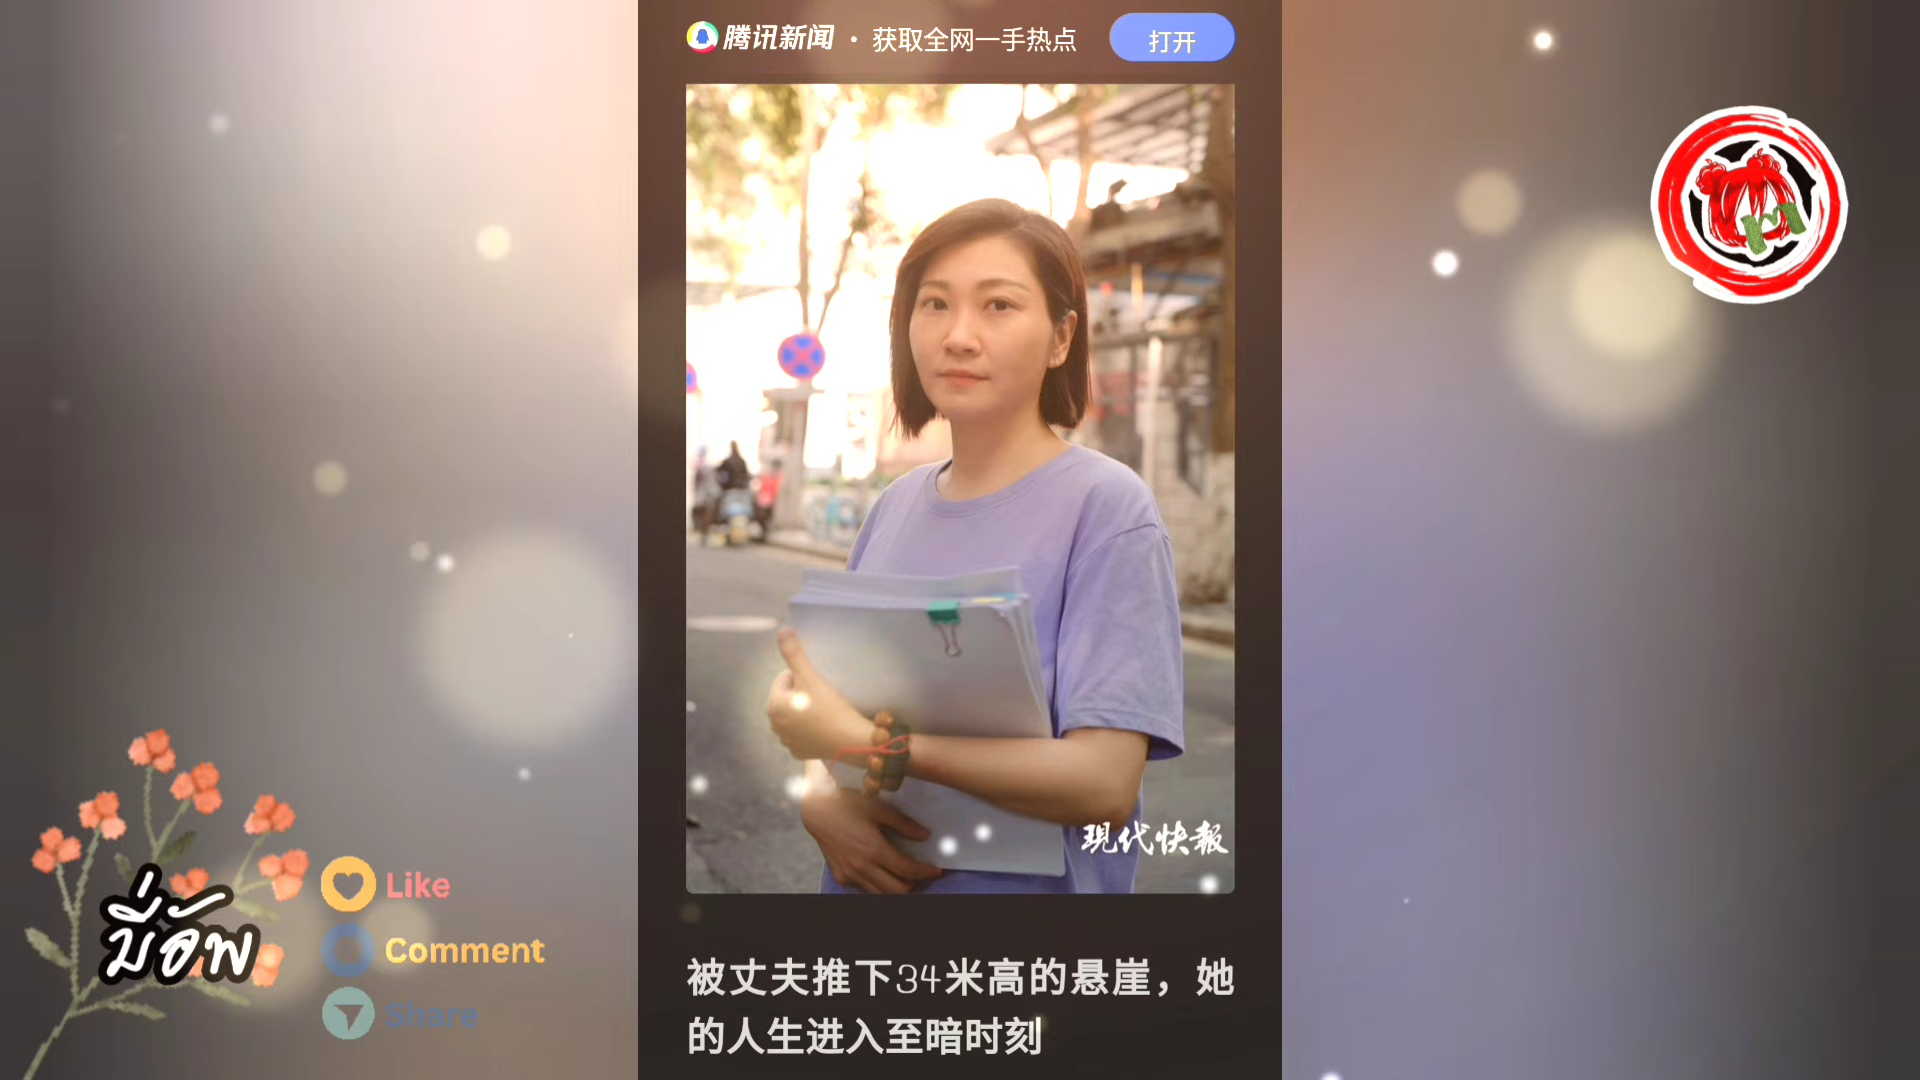 腾讯新闻 · 获取全网一手热点
打开
現代快報
被丈夫推下34米高的悬崖，她
的人生进入至暗时刻
บี๋อัพ
Like
Comment
Share